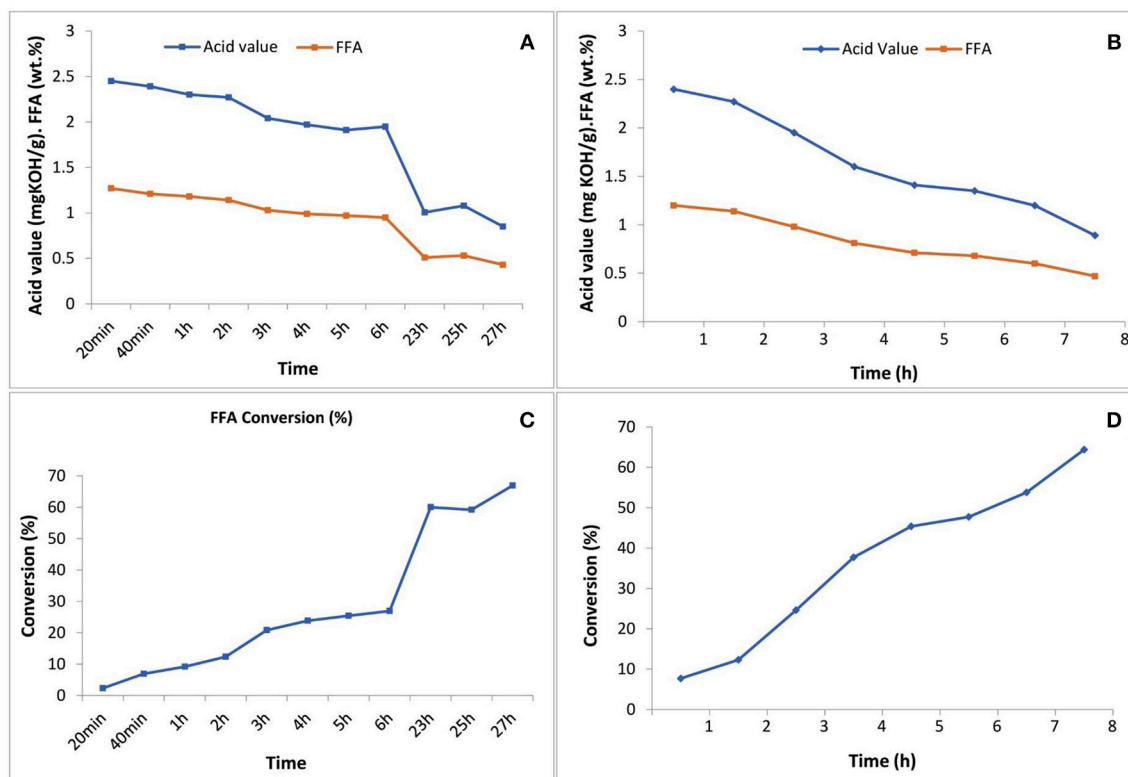 A
Acid value FFA
Acid value (mgKOH/g). FFA (wt.%)
3
2.5
2
1.5
1
0.5
0
20min 40min 1h 2h 3h 4h 5h 6h 23h 25h 27h
Time
B
Acid Value FFA
Acid value (mg KOH/g).FFA (wt.%)
3
2.5
2
1.5
1
0.5
0
1 2 3 4 5 6 7 8
Time (h)
C
FFA Conversion (%)
Conversion (%)
70
60
50
40
30
20
10
0
20min 40min 1h 2h 3h 4h 5h 6h 23h 25h 27h
Time
D
Conversion (%)
70
60
50
40
30
20
10
0
1 2 3 4 5 6 7 8
Time (h)